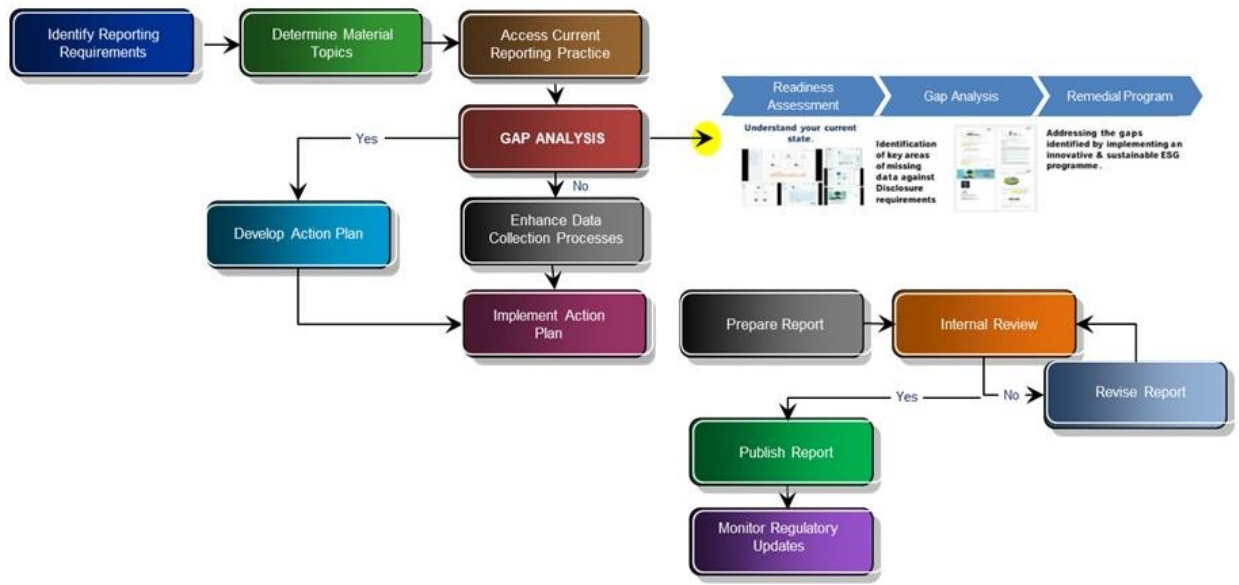 Identify Reporting
Requirements
Determine Material
Topics
Access Current
Reporting Practice
Readiness
Assessment
Gap Analysis
Remedial Program
Understand your current
state.
Identification
of key areas
of missing
data against
Disclosure
requirements
Addressing the gaps
identified by implementing an
innovative & sustainable ESG
programme.
GAP ANALYSIS
Yes
No
Develop Action Plan
Enhance Data
Collection Processes
Implement Action
Plan
Prepare Report
Internal Review
Yes
No
Revise Report
Publish Report
Monitor Regulatory
Updates